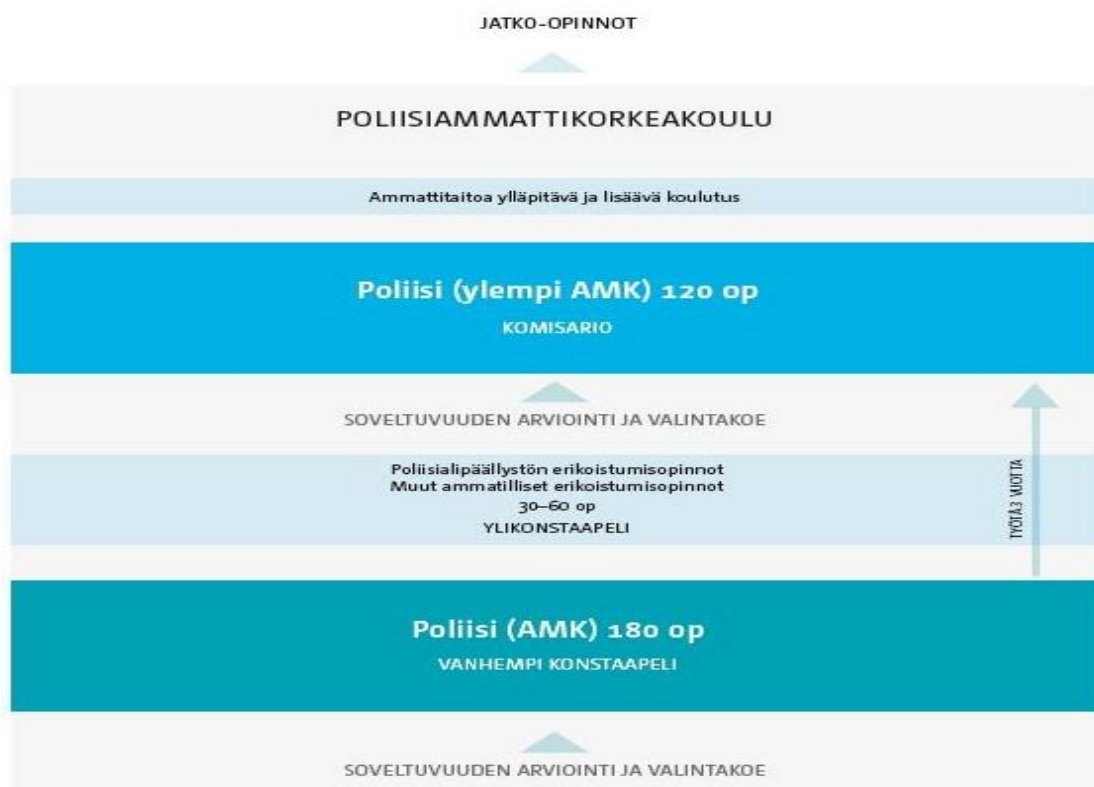 JATKO-OPINNOT
POLIISIAMMATTIKORKEAKOULU
Ammattitaitoa ylläpitävä ja lisäävä koulutus
Poliisi (ylempi AMK) 120 op
KOMISARIO
SOVELTUVUUDEN ARVIOINTI JA VALINTAKOE
Poliisialipäällystön erikoistumisopinnot
Muut ammatilliset erikoistumisopinnot
30–60 op
YLIKONSTAAPELI
TYÖTÄ 3 VUOTTA
Poliisi (AMK) 180 op
VANHEMPI KONSTAAPELI
SOVELTUVUUDEN ARVIOINTI JA VALINTAKOE